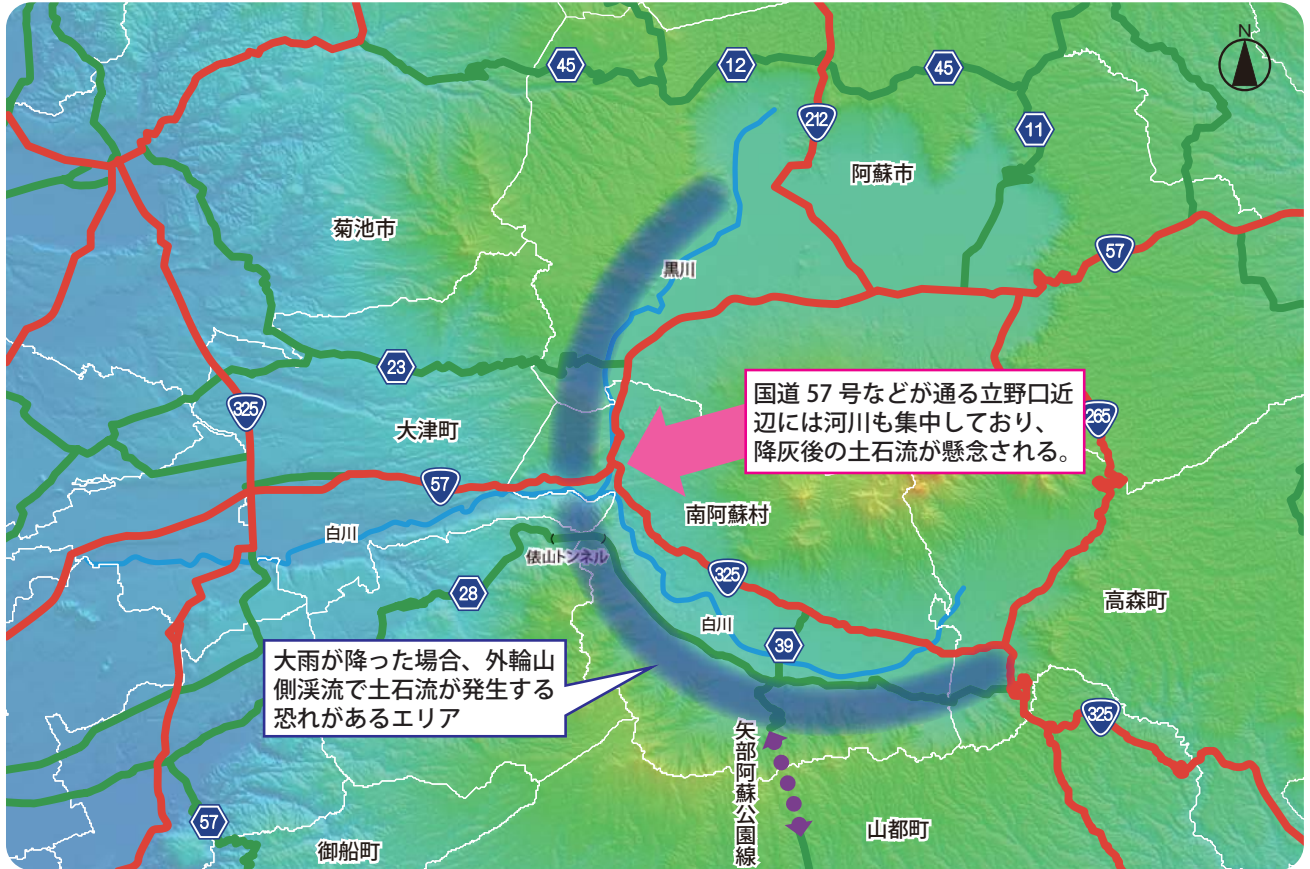 N
45
12
45
212
11
阿蘇市
菊池市
57
黒川
23
325
大津町
国道 57 号などが通る立野口近
辺には河川も集中しており、
降灰後の土石流が懸念される。
265
57
南阿蘇村
白川
俵山トンネル
325
28
高森町
白川
39
大雨が降った場合、外輪山
側渓流で土石流が発生する
恐れがあるエリア
325
矢部阿蘇公園線
57
山都町
御船町